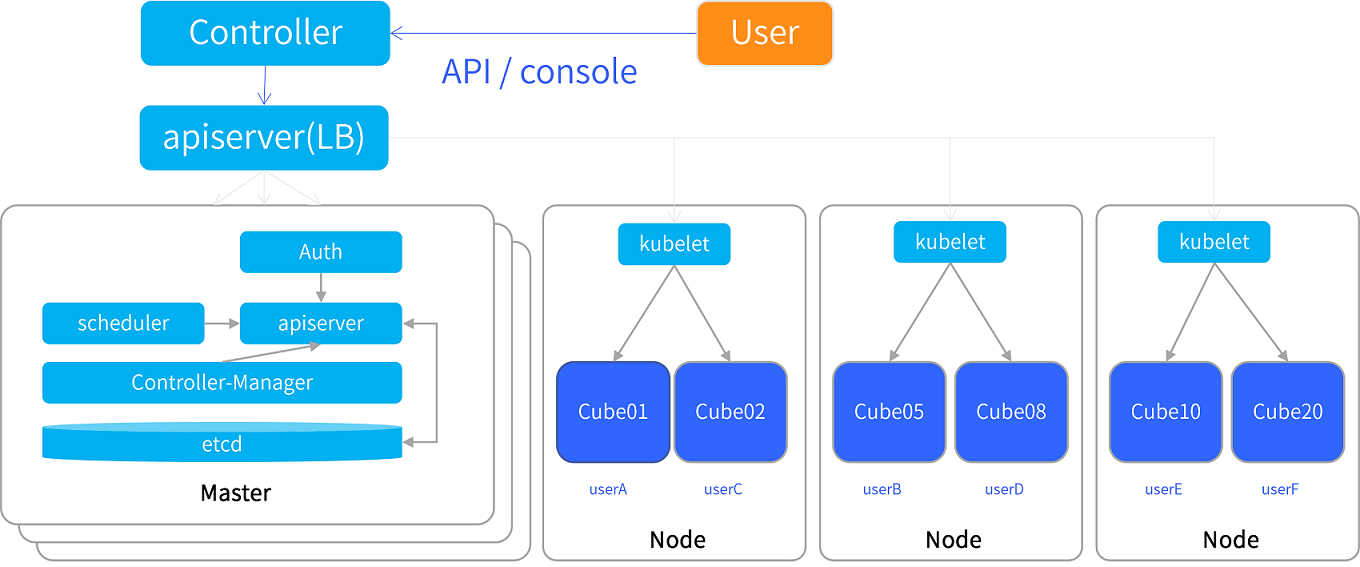 Controller
User
API / console
apiserver(LB)
Auth
scheduler
apiserver
Controller-Manager
etcd
Master
kubelet
Cube01
Cube02
userA
userC
Node
kubelet
Cube05
Cube08
userB
userD
Node
kubelet
Cube10
Cube20
userE
userF
Node